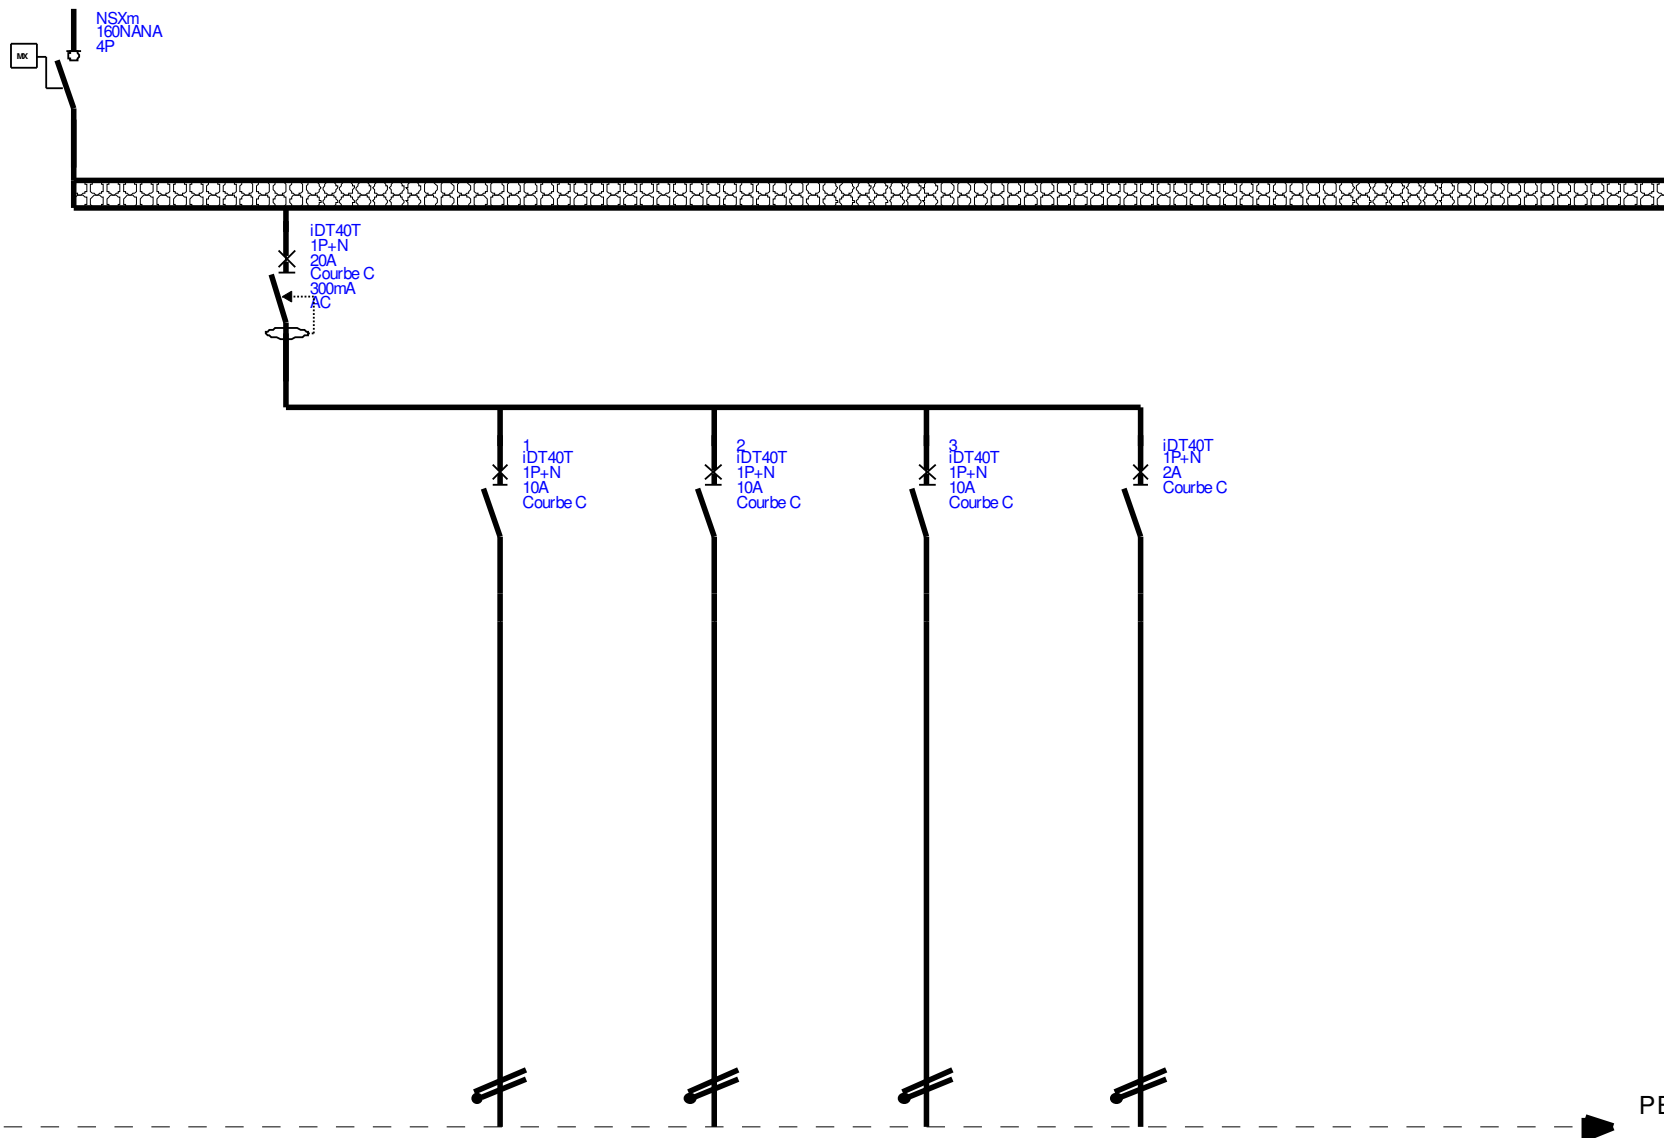 NSXm
160NANA
4P
MX
iDT40T
1P+N
20A
Courbe C
300mA
AC
1
iDT40T
1P+N
10A
Courbe C
2
iDT40T
1P+N
10A
Courbe C
3
iDT40T
1P+N
10A
Courbe C
iDT40T
1P+N
2A
Courbe C
PE